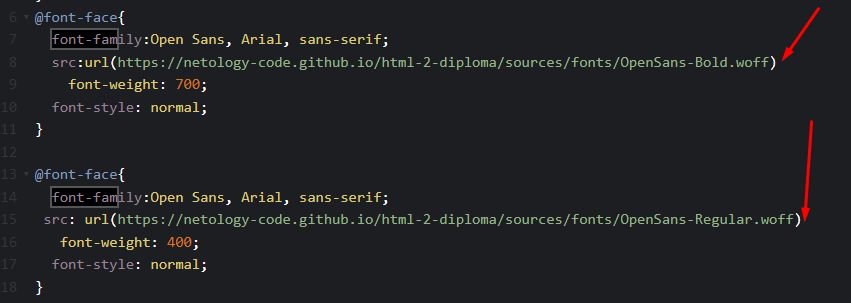 6 @font-face{
7 font-family:Open Sans, Arial, sans-serif;
8 src:url(https://netology-code.github.io/html-2-diploma/sources/fonts/OpenSans-Bold.woff)
9 font-weight: 700;
10 font-style: normal;
11 }
12
13 @font-face{
14 font-family:Open Sans, Arial, sans-serif;
15 src: url(https://netology-code.github.io/html-2-diploma/sources/fonts/OpenSans-Regular.woff)
16 font-weight: 400;
17 font-style: normal;
18 }